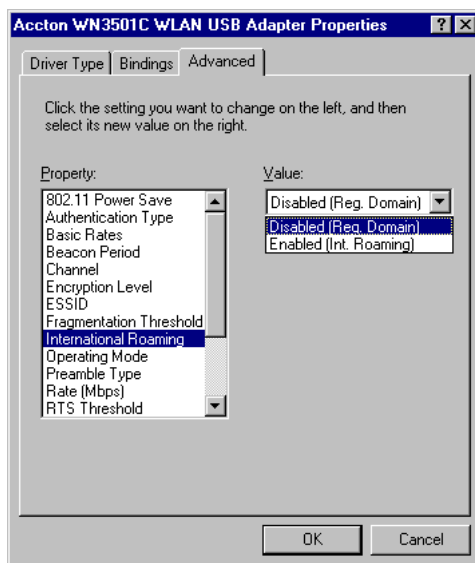 Accton WN3501C WLAN USB Adapter Properties
Driver Type
Bindings
Advanced
Click the setting you want to change on the left, and then
select its new value on the right.
Property:
802.11 Power Save
Authentication Type
Basic Rates
Beacon Period
Channel
Encryption Level
ESSID
Fragmentation Threshold
International Roaming
Operating Mode
Preamble Type
Rate (Mbps)
RTS Threshold
Value:
Disabled (Reg. Domain)
Disabled (Reg. Domain)
Enabled (Int. Roaming)
OK
Cancel